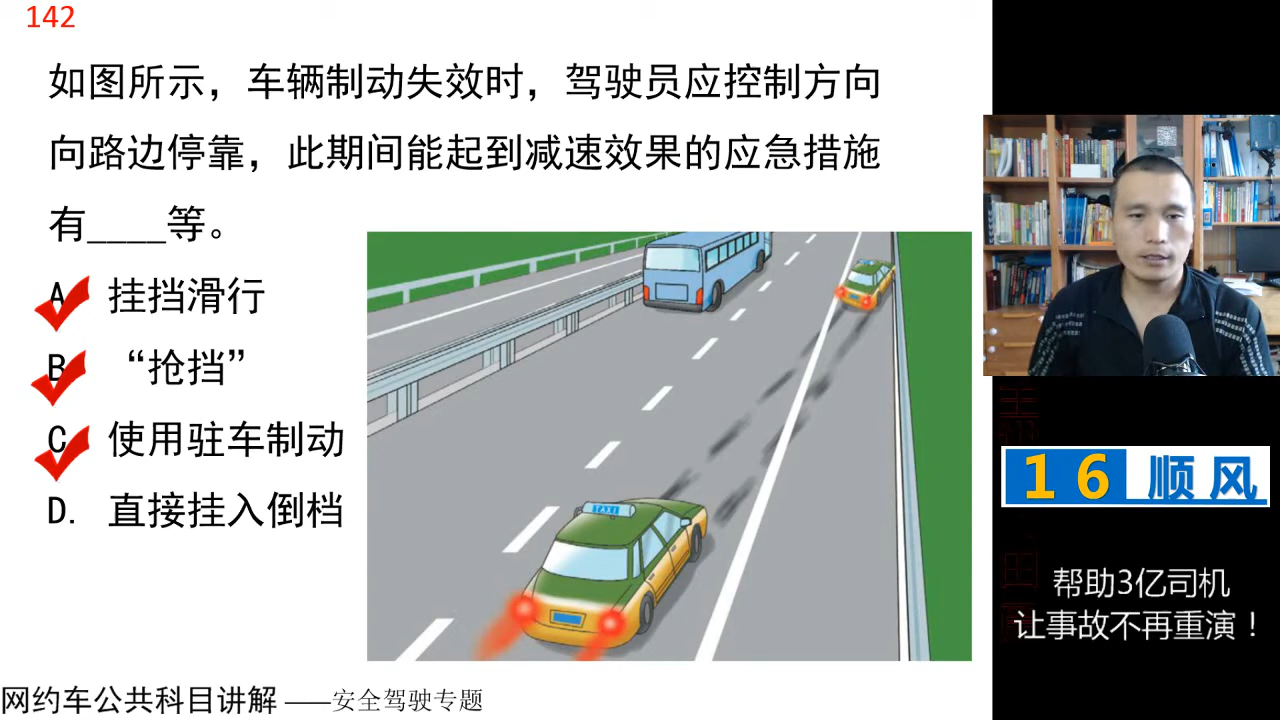 142
如图所示，车辆制动失效时，驾驶员应控制方向
向路边停靠，此期间能起到减速效果的应急措施
有____等。
A. 挂挡滑行
B. “抢挡”
C. 使用驻车制动
D. 直接挂入倒档
TAXI
16顺风
帮助3亿司机
让事故不再重演！
网约车公共科目讲解 ——安全驾驶专题